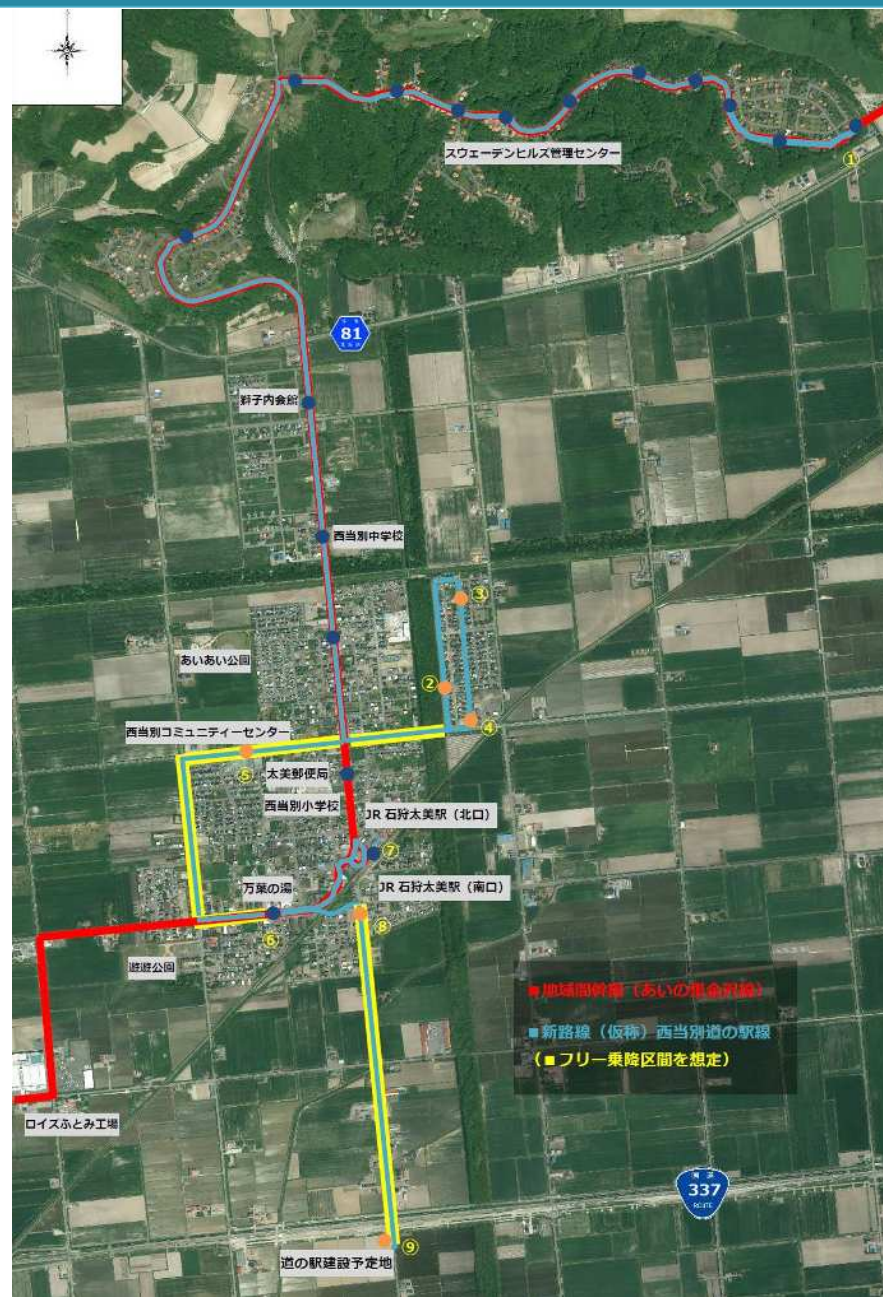 スウェーデンヒルズ管理センター
①
81
獅子内会館
西当別中学校
③
あいあい公園
②
④
西当別コミュニティーセンター
⑤
太美郵便局
西当別小学校
JR 石狩太美駅（北口）
⑦
万葉の湯
JR 石狩太美駅（南口）
⑥
⑧
遊遊公園
■地域間幹線（あいの里金沢線）
■新路線（仮称）西当別道の駅線
（■フリー乗降区間を想定）
ロイズふとみ工場
国道
337
ROUTE
⑨
道の駅建設予定地